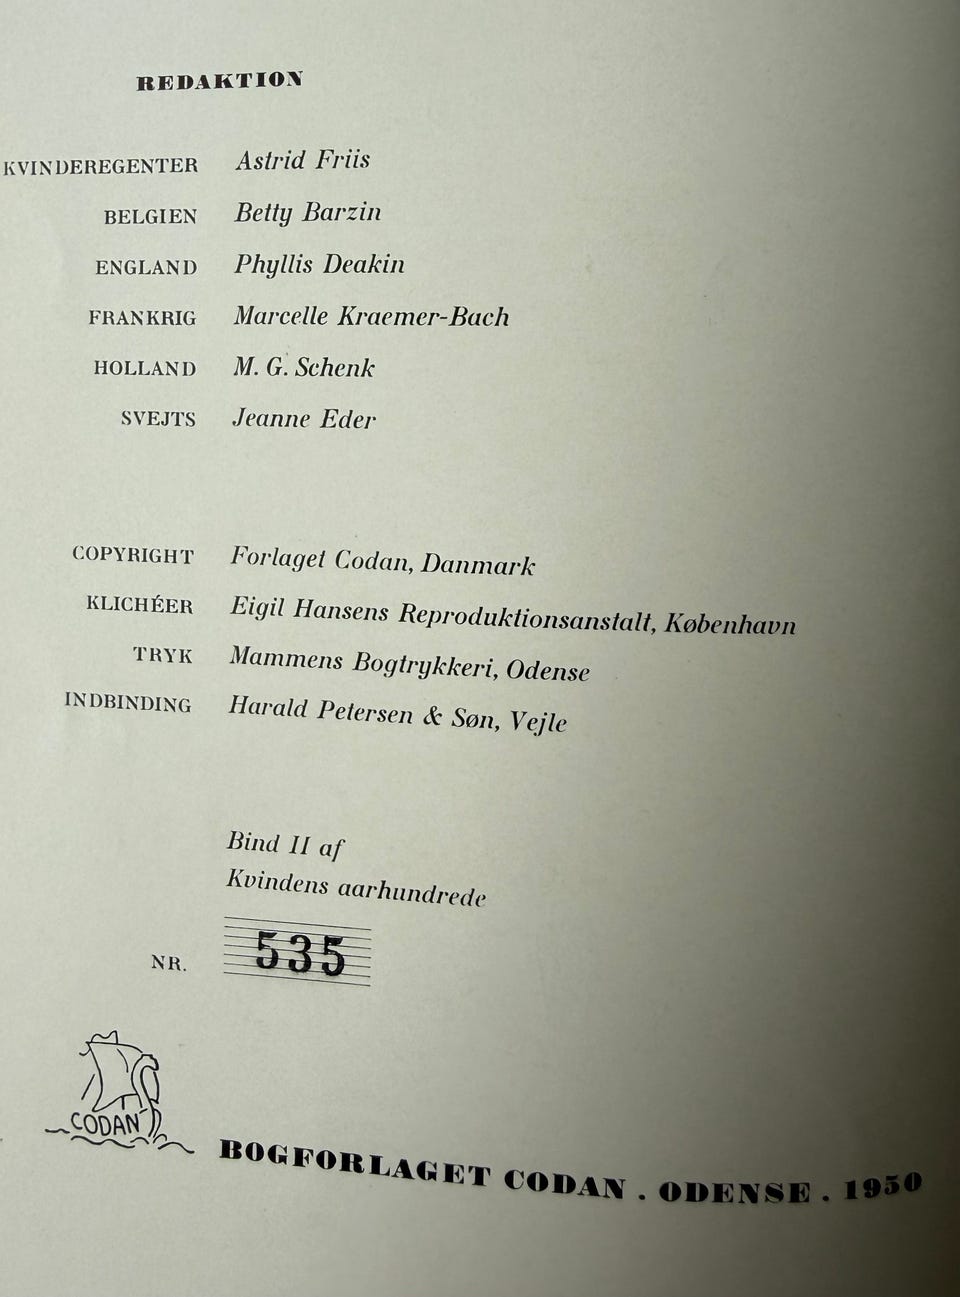 REDAKTION
KVINDEREGENTER Astrid Friis
BELGIEN Betty Barzin
ENGLAND Phyllis Deakin
FRANKRIG Marcelle Kraemer-Bach
HOLLAND M. G. Schenk
SVEJTS Jeanne Eder
COPYRIGHT Forlaget Codan, Danmark
KLICHÉER Eigil Hansens Reproduktionsanstalt, København
TRYK Mammens Bogtrykkeri, Odense
INDBINDING Harald Petersen & Søn, Vejle
Bind II af
Kvindens aarhundrede
NR. 535
CODAN
BOGFORLAGET CODAN . ODENSE . 1950